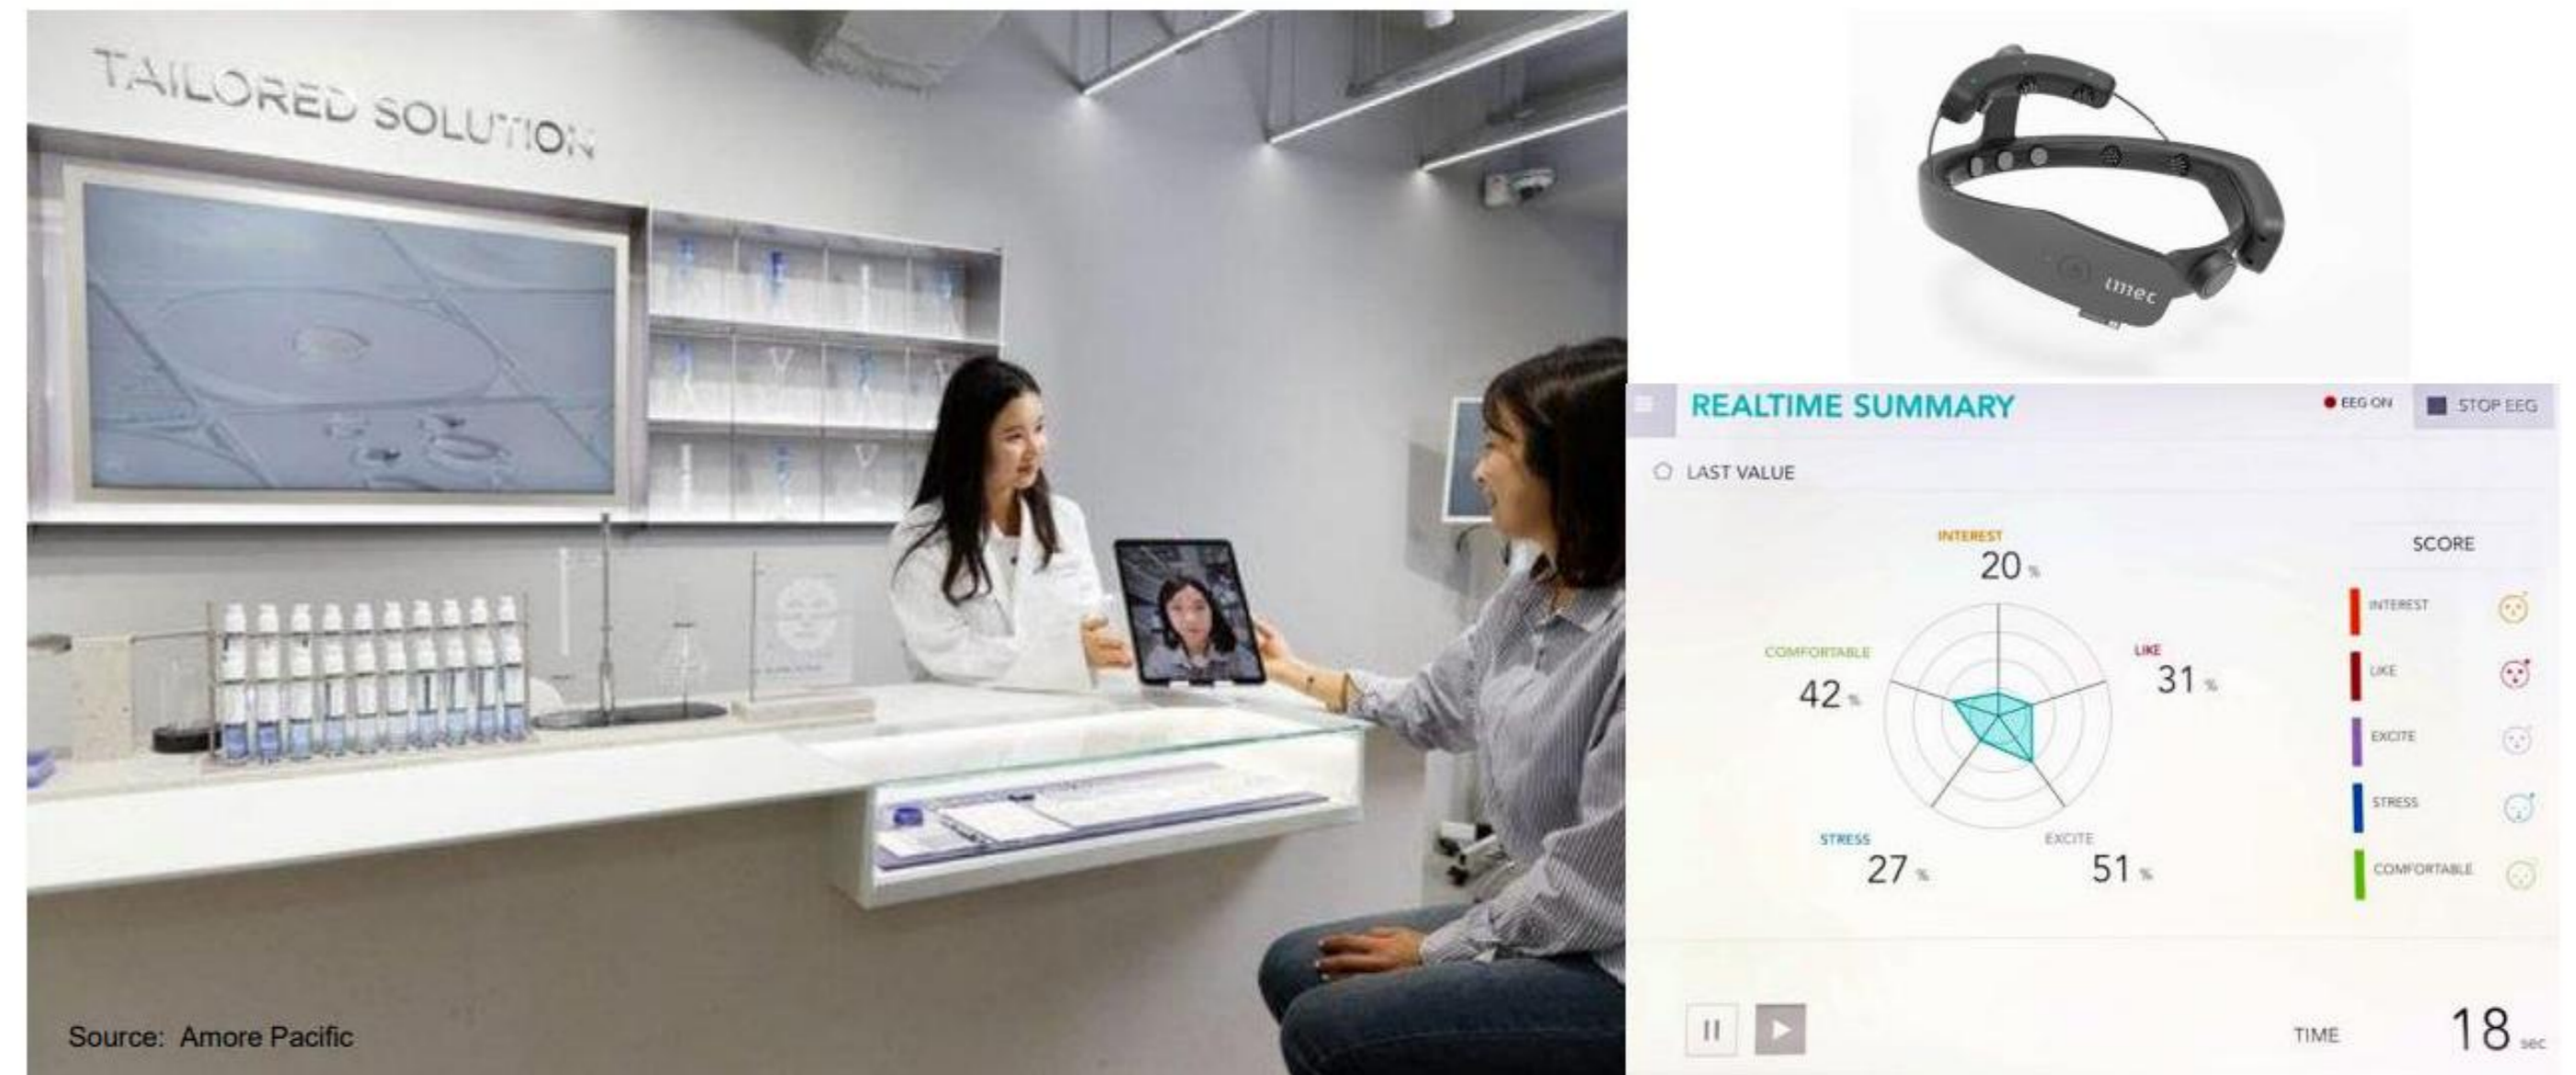 TAILORED SOLUTION
Source: Amore Pacific
imec
REALTIME SUMMARY
EEG ON
STOP EEG
LAST VALUE
INTEREST
20 %
LIKE
31 %
EXCITE
51 %
STRESS
27 %
COMFORTABLE
42 %
SCORE
INTEREST
LIKE
EXCITE
STRESS
COMFORTABLE
TIME
18 sec